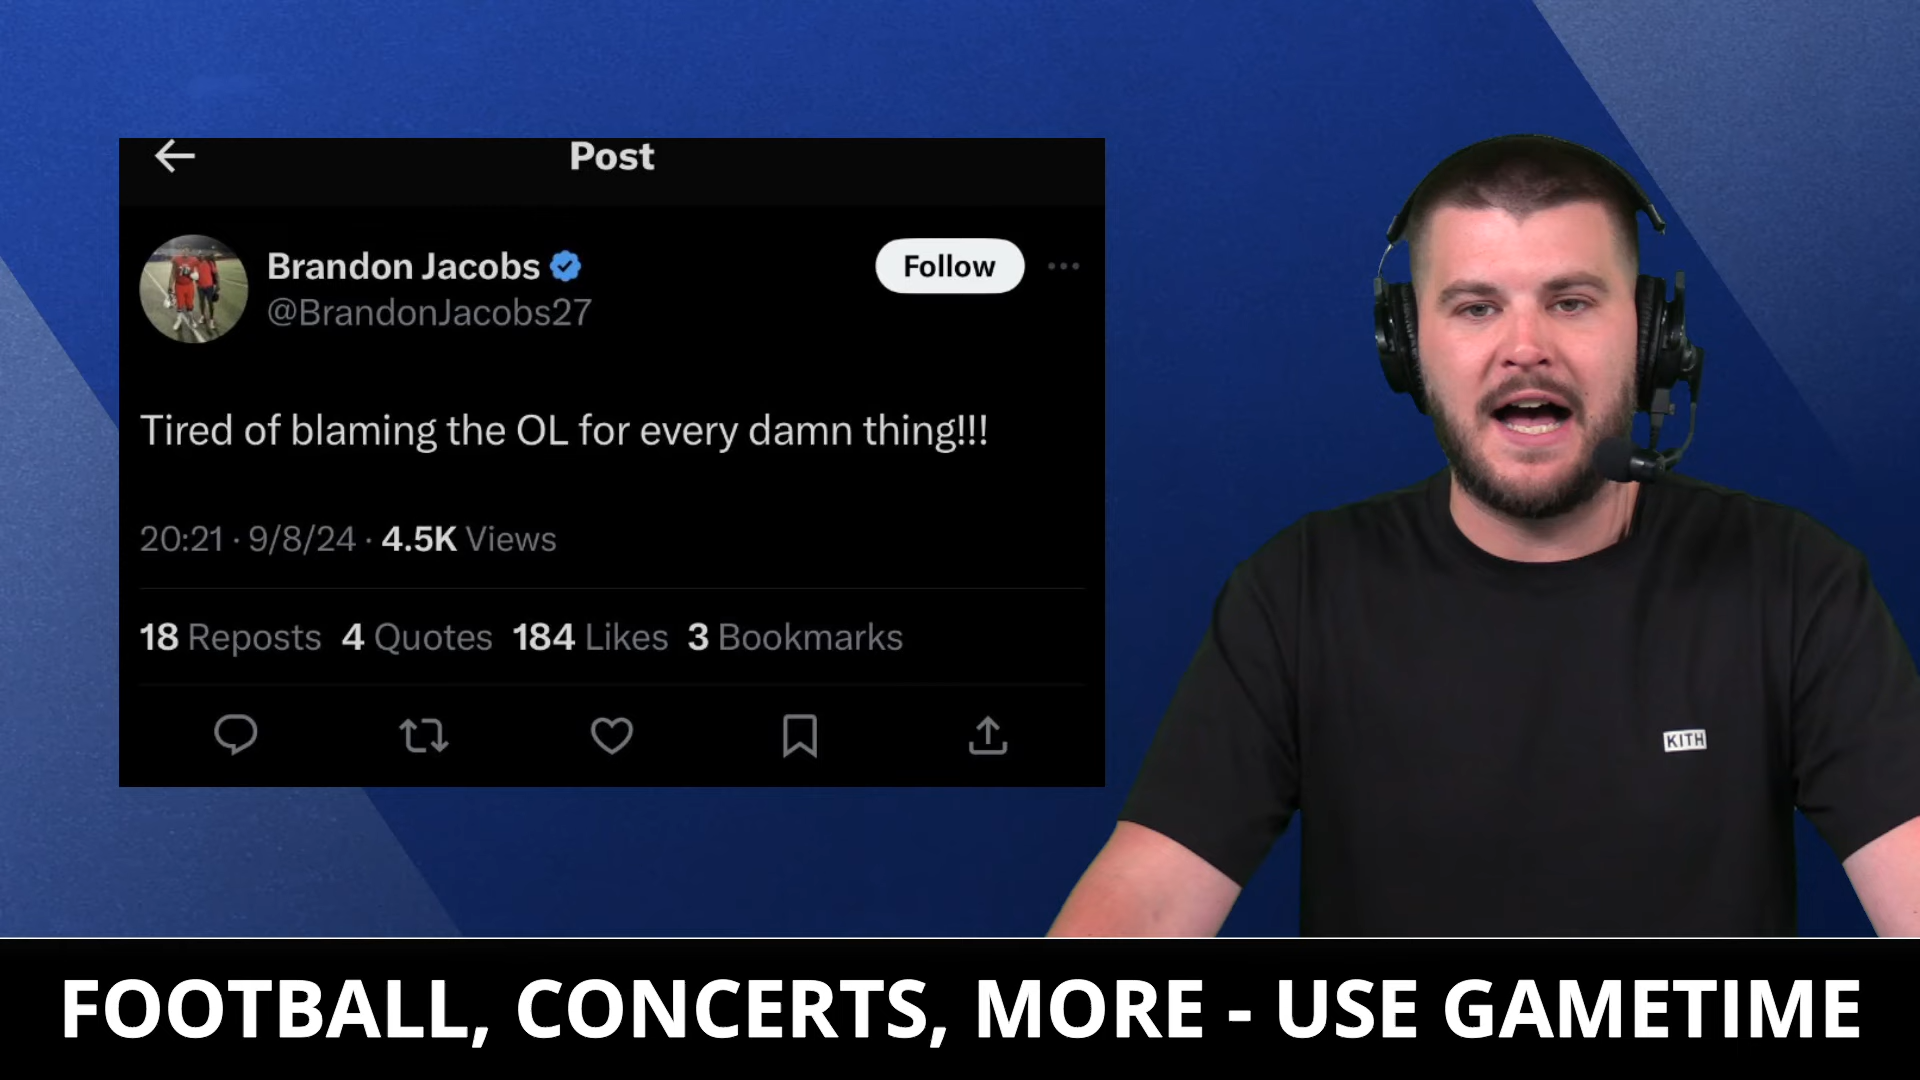 Post
Brandon Jacobs
Follow
@BrandonJacobs27
Tired of blaming the OL for every damn thing!!!
20:21 · 9/8/24 · 4.5K Views
18 Reposts 4 Quotes 184 Likes 3 Bookmarks
KITH
FOOTBALL, CONCERTS, MORE - USE GAMETIME